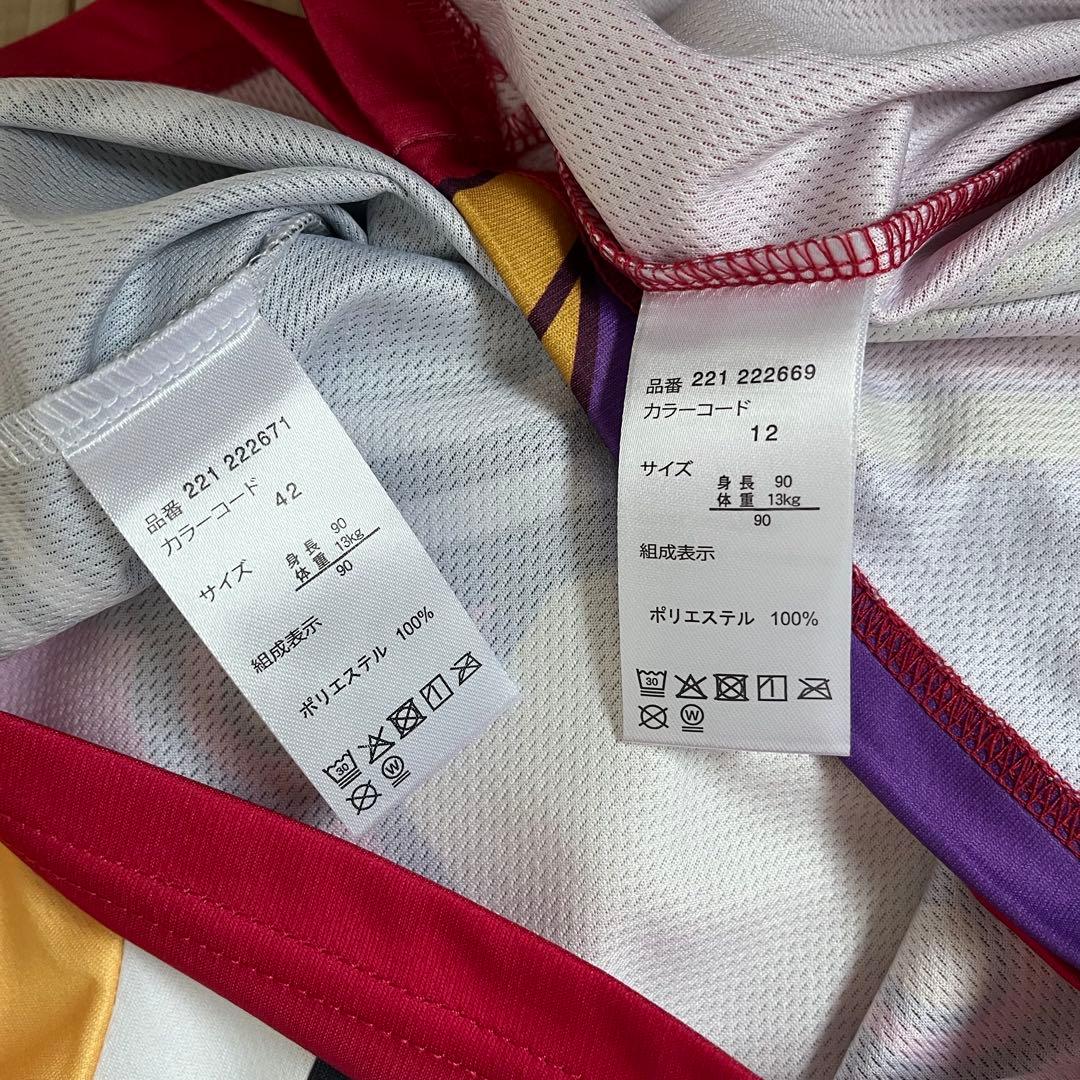 品番 221 222671
カラーコード
42
サイズ
身長 90
体重 13kg
90
組成表示
ポリエステル 100%
30
W
品番 221 222669
カラーコード
12
サイズ
身長 90
体重 13kg
90
組成表示
ポリエステル 100%
30
W